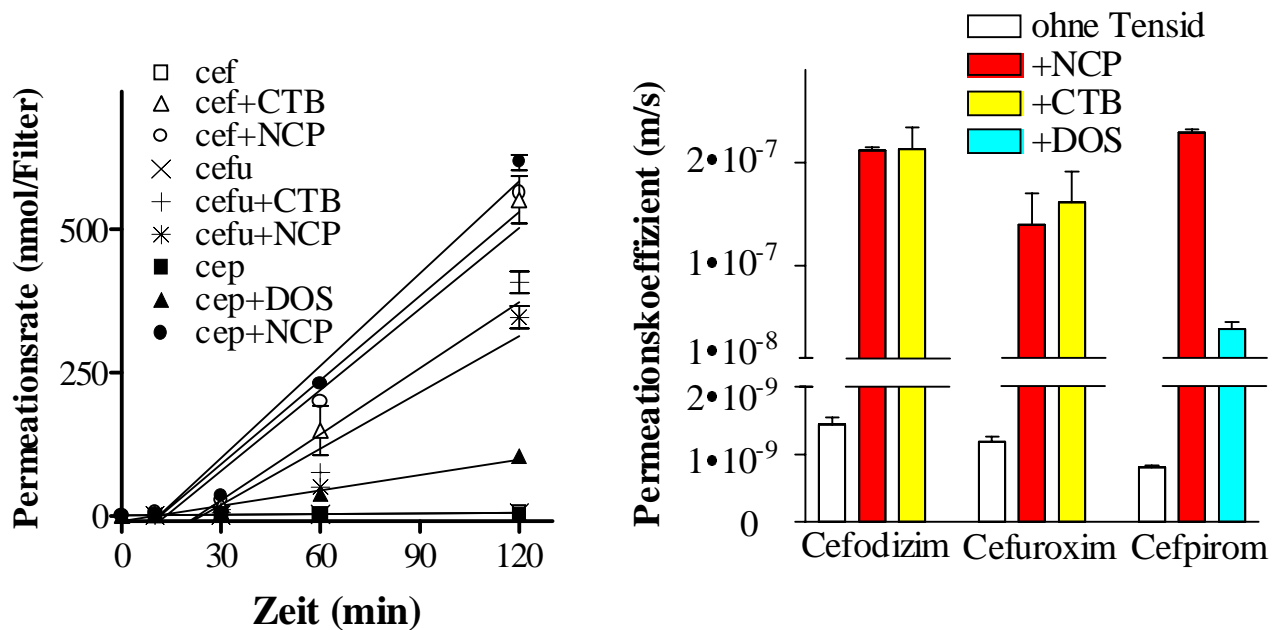 Permeationsrate (nmol/Filter)
cef
cef+CTB
cef+NCP
cefu
cefu+CTB
cefu+NCP
cep
cep+DOS
cep+NCP
500
250
0
0 30 60 90 120
Zeit (min)
ohne Tensid
+NCP
+CTB
+DOS
Permeationskoeffizient (m/s)
2•10⁻⁷
1•10⁻⁷
1•10⁻⁸
2•10⁻⁹
1•10⁻⁹
0
Cefodizim Cefuroxim Cefpirom